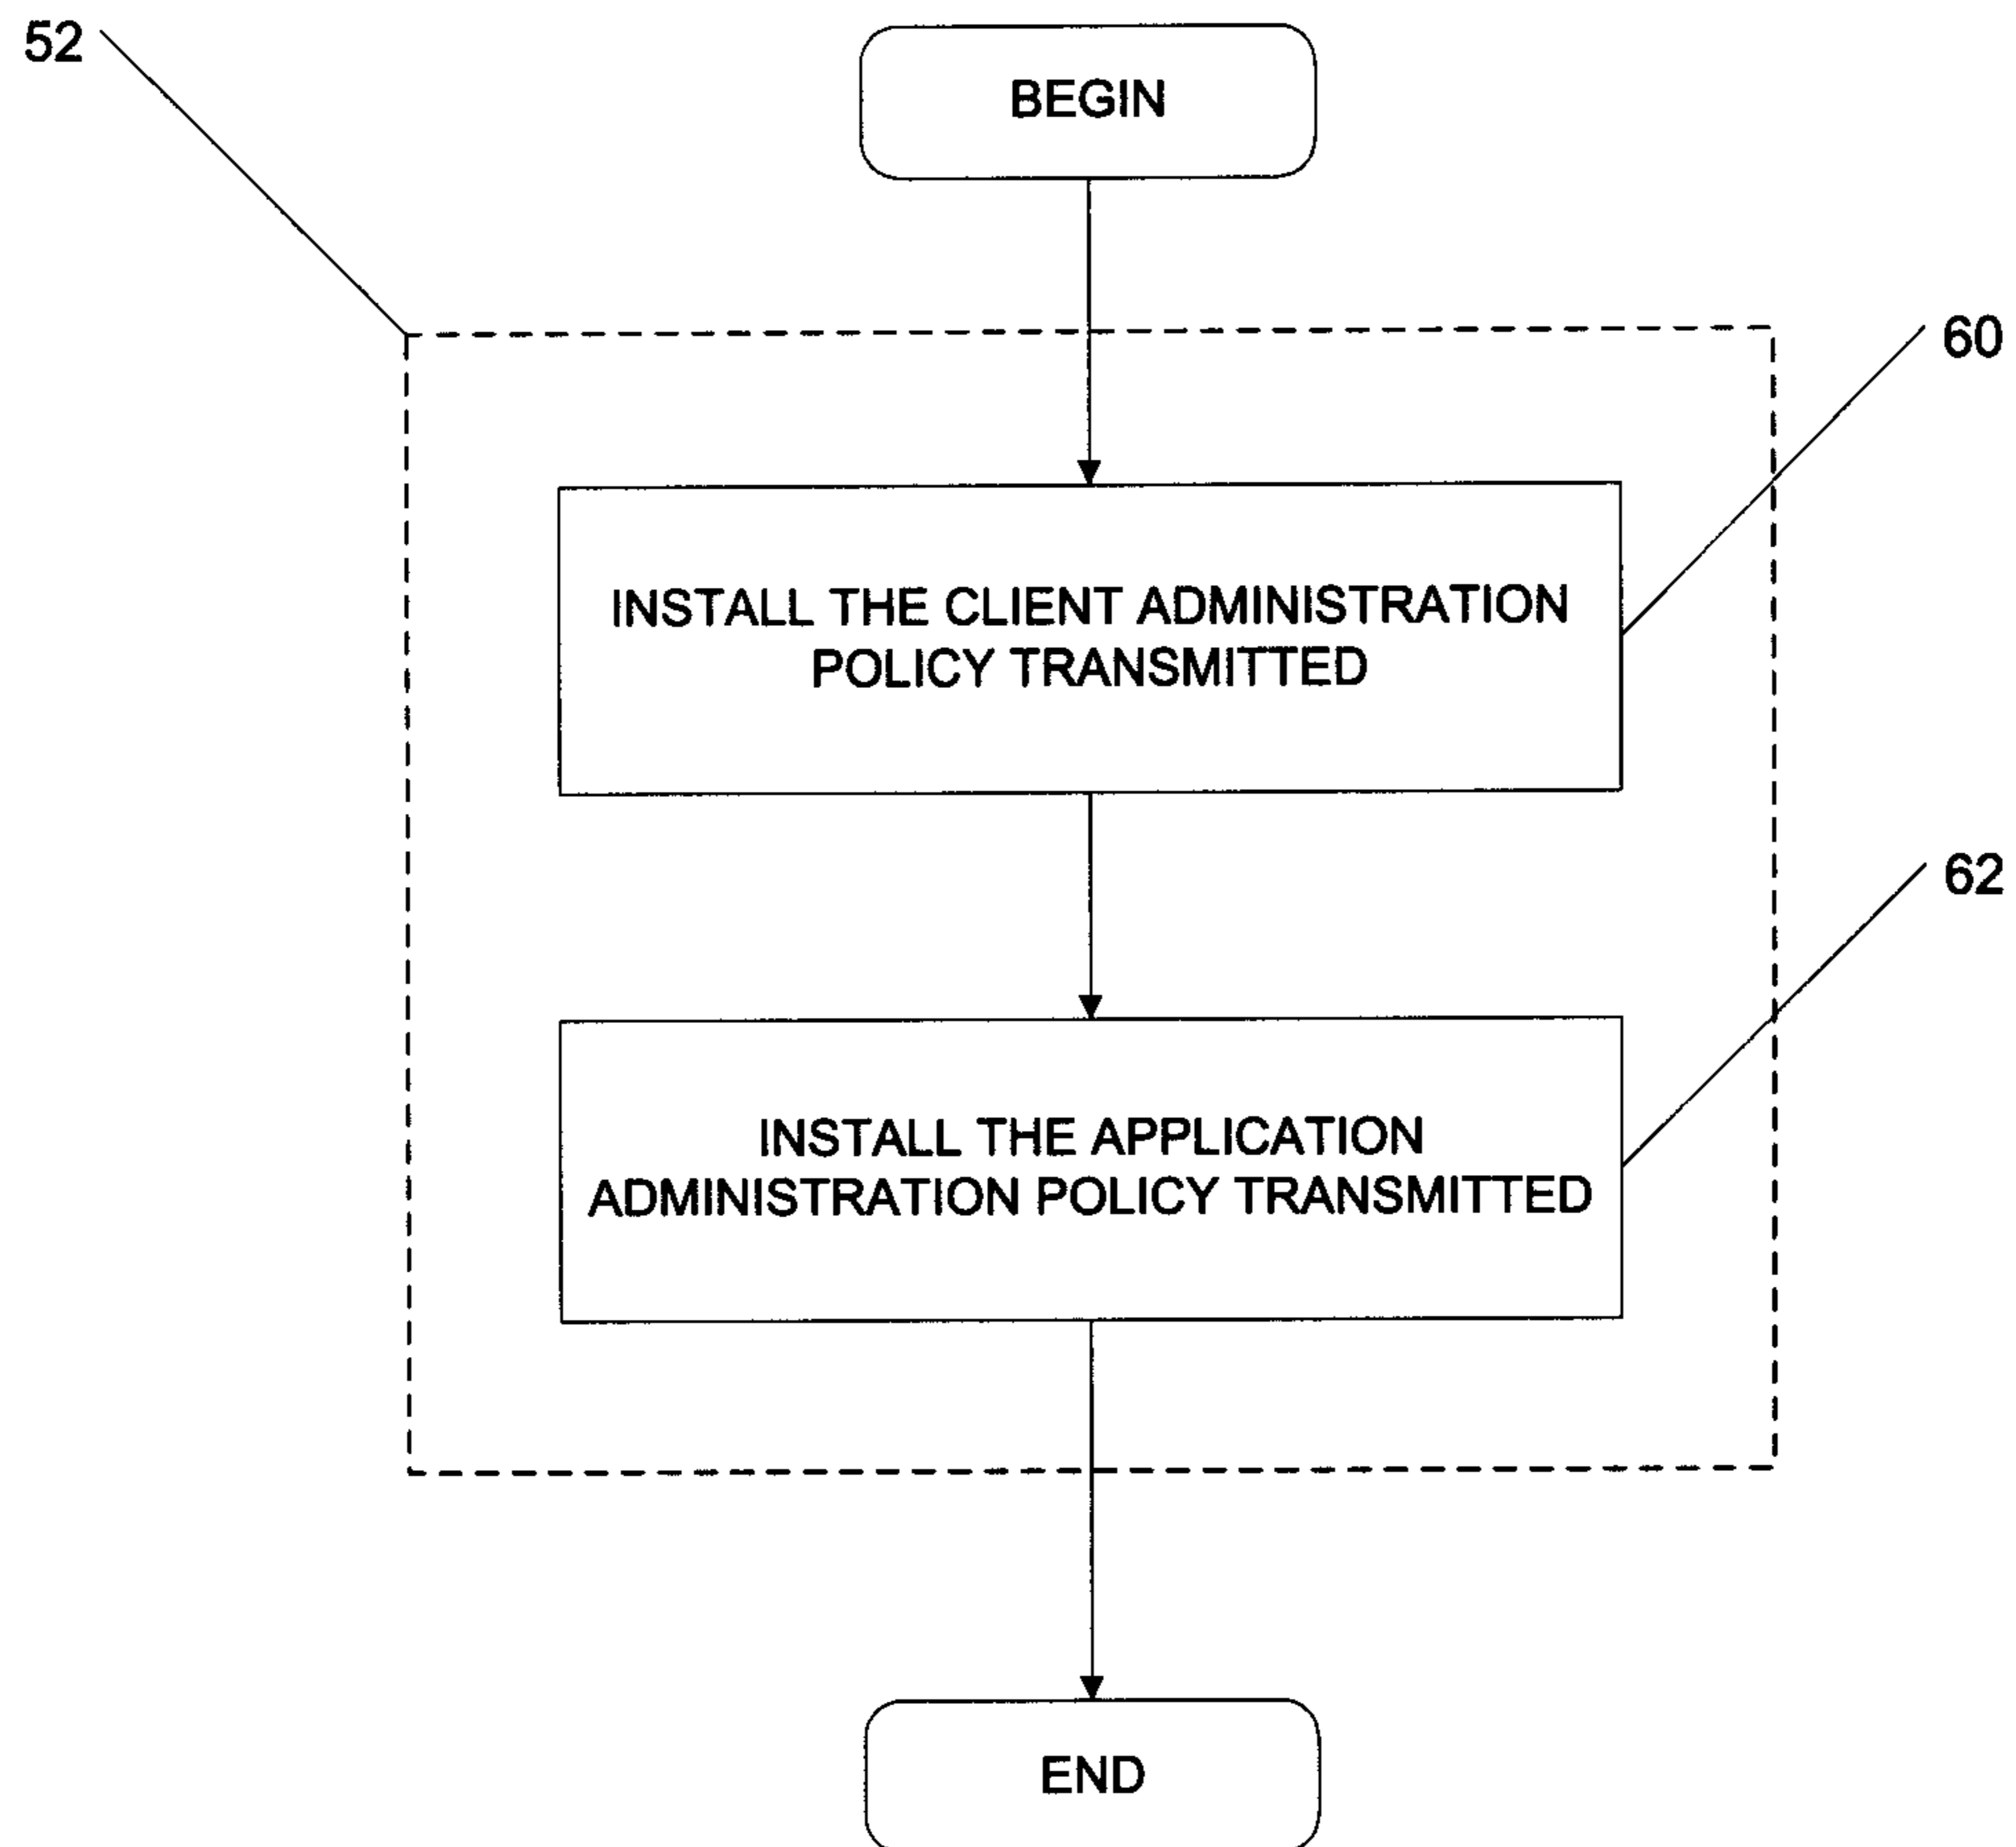 52
BEGIN
60
INSTALL THE CLIENT ADMINISTRATION
POLICY TRANSMITTED
62
INSTALL THE APPLICATION
ADMINISTRATION POLICY TRANSMITTED
END